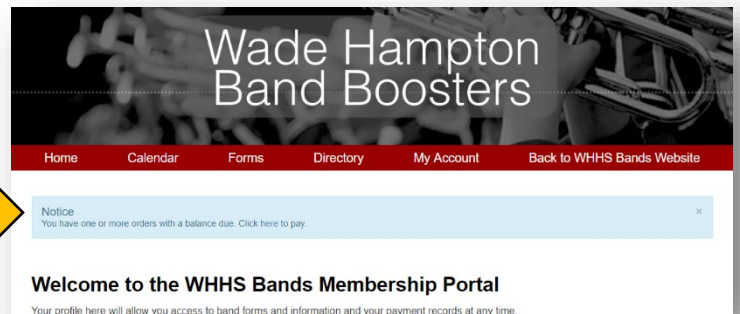 Wade Hampton
Band Boosters
Home Calendar Forms Directory My Account Back to WHHS Bands Website
Notice ×
You have one or more orders with a balance due. Click here to pay.
Welcome to the WHHS Bands Membership Portal
Your profile here will allow you access to band forms and information and your payment records at any time.